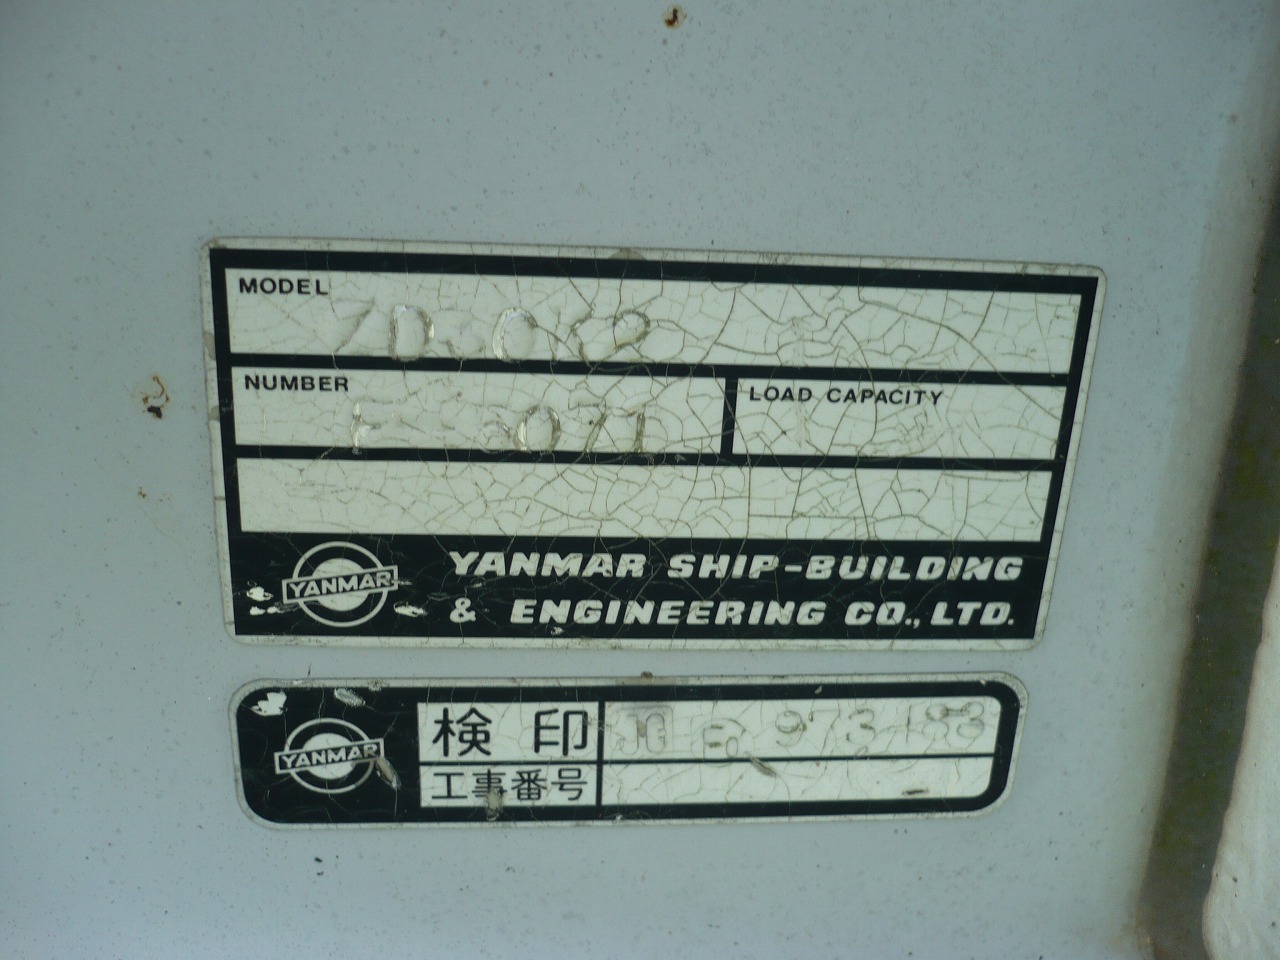 MODEL
NUMBER
LOAD CAPACITY
YANMAR
YANMAR SHIP-BUILDING
& ENGINEERING CO., LTD.
YANMAR
検印
工事番号